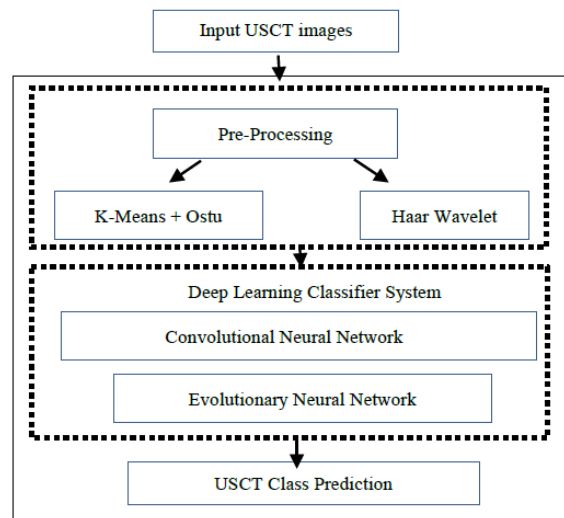 Input USCT images
Pre-Processing
K-Means + Ostu
Haar Wavelet
Deep Learning Classifier System
Convolutional Neural Network
Evolutionary Neural Network
USCT Class Prediction